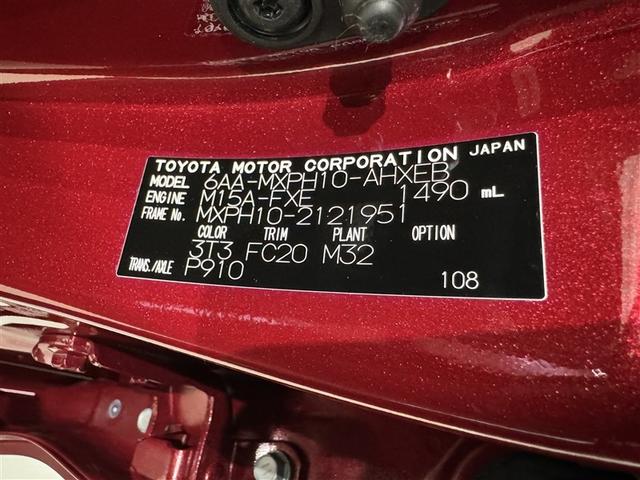 TOYOTA MOTOR CORPORATION JAPAN
MODEL 6AA-MXPH10-AHXEB
ENGINE M15A-FXE 1490 mL
FRAME No. MXPH10-2121951
COLOR TRIM PLANT OPTION
3T3 FC20 M32
TRANS./AXLE P910 108